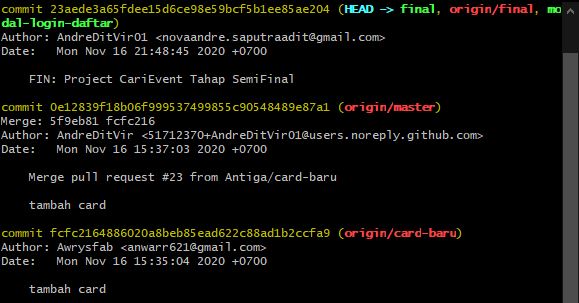 commit 23aede3a65fdee15d6ce98e59bcf5b1ee85ae204 (HEAD -> final, origin/final, mo
dal-login-daftar)
Author: AndreDitVir01 <novaandre.saputraadit@gmail.com>
Date:   Mon Nov 16 21:48:45 2020 +0700
    FIN: Project CariEvent Tahap SemiFinal
commit 0e12839f18b06f999537499855c90548489e87a1 (origin/master)
Merge: 5f9eb81 fcfc216
Author: AndreDitVir <51712370+AndreDitVir01@users.noreply.github.com>
Date:   Mon Nov 16 15:37:03 2020 +0700
    Merge pull request #23 from Antiga/card-baru
    tambah card
commit fcfc2164886020a8beb85ead622c88ad1b2ccfa9 (origin/card-baru)
Author: Awrysfab <anwarr621@gmail.com>
Date:   Mon Nov 16 15:35:04 2020 +0700
    tambah card